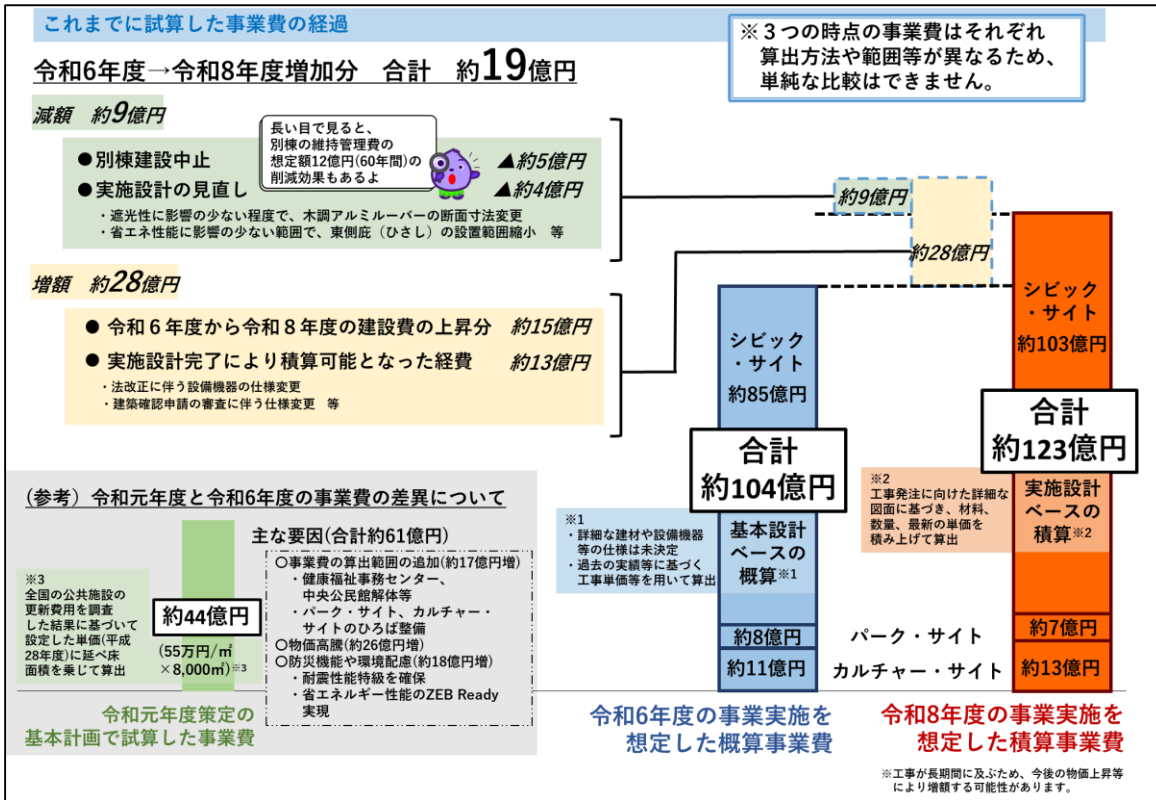 これまでに試算した事業費の経過
※３つの時点の事業費はそれぞれ
算出方法や範囲等が異なるため、
単純な比較はできません。
令和6年度→令和8年度増加分　合計　約19億円
減額　約9億円
長い目で見ると、
別棟の維持管理費の
想定額12億円(60年間)の
削減効果もあるよ
●別棟建設中止　▲約5億円
●実施設計の見直し　▲約4億円
・遮光性に影響の少ない程度で、木調アルミルーバーの断面寸法変更
・省エネ性能に影響の少ない範囲で、東側庇（ひさし）の設置範囲縮小　等
増額　約28億円
● 令和６年度から令和８年度の建設費の上昇分　約15億円
● 実施設計完了により積算可能となった経費　約13億円
・法改正に伴う設備機器の仕様変更
・建築確認申請の審査に伴う仕様変更　等
約9億円
約28億円
シビック
・サイト
約85億円
合計
約104億円
基本設計
ベースの
概算※1
約8億円
約11億円
※1
・詳細な建材や設備機器
等の仕様は未決定
・過去の実績等に基づく
工事単価等を用いて算出
シビック
・サイト
約103億円
合計
約123億円
実施設計
ベースの
積算※2
約7億円
約13億円
※2
工事発注に向けた詳細な
図面に基づき、材料、
数量、最新の単価を
積み上げて算出
パーク・サイト
カルチャー・サイト
(参考）令和元年度と令和6年度の事業費の差異について
主な要因(合計約61億円)
〇事業費の算出範囲の追加(約17億円増)
・健康福祉事務センター、
中央公民館解体等
・パーク・サイト、カルチャー・
サイトのひろば整備
〇物価高騰(約26億円増)
〇防災機能や環境配慮(約18億円増)
・耐震性能特級を確保
・省エネルギー性能のZEB Ready
実現
※3
全国の公共施設の
更新費用を調査
した結果に基づいて
設定した単価(平成
28年度)に延べ床
面積を乗じて算出
約44億円
(55万円/㎡
×8,000㎡)※3
令和元年度策定の
基本計画で試算した事業費
令和6年度の事業実施を
想定した概算事業費
令和8年度の事業実施を
想定した積算事業費
※工事が長期間に及ぶため、今後の物価上昇等
により増額する可能性があります。